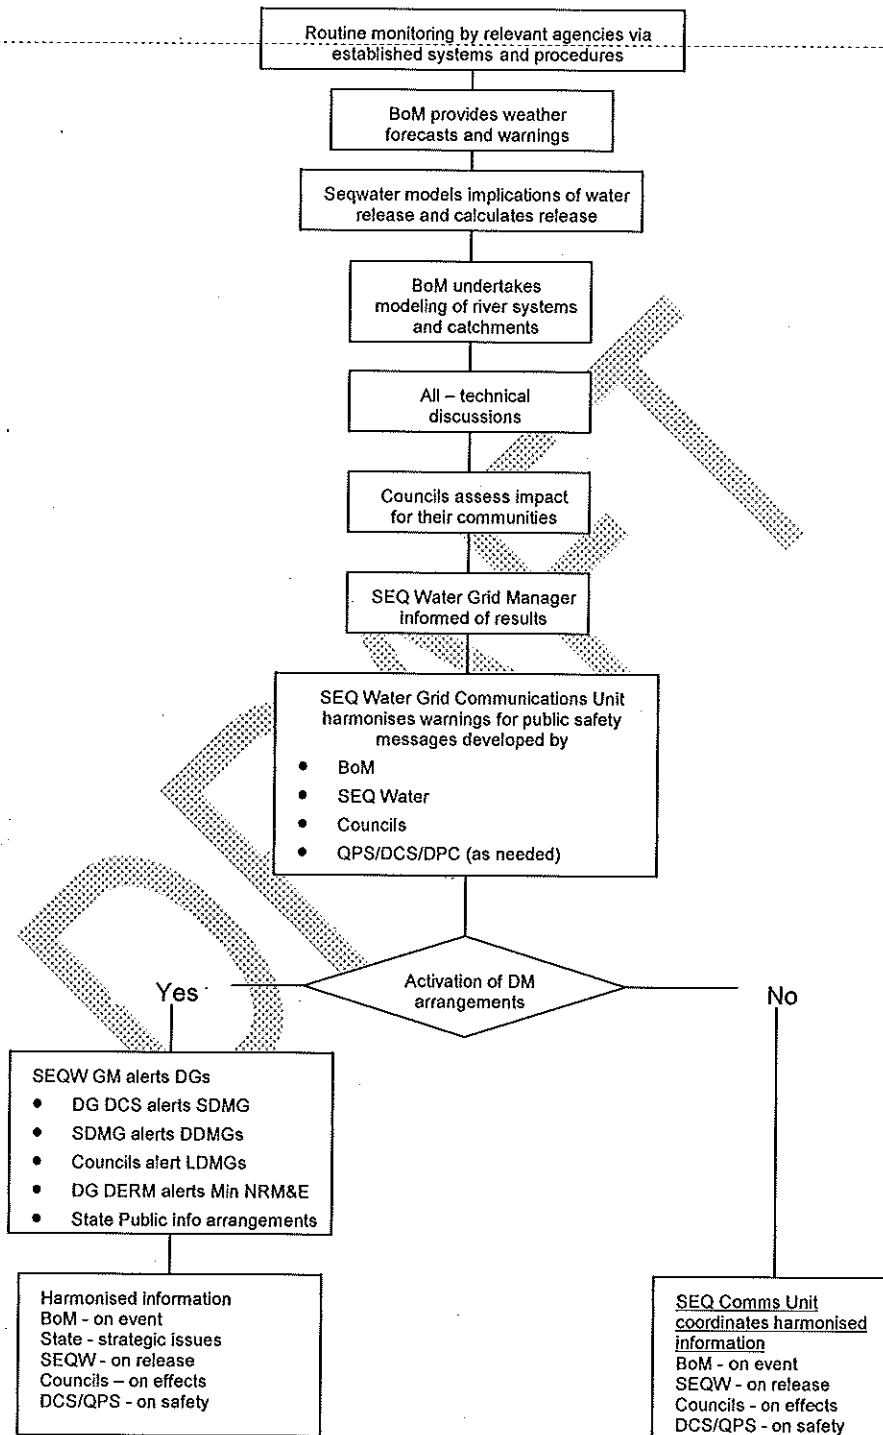 Routine monitoring by relevant agencies via
established systems and procedures
BoM provides weather
forecasts and warnings
Seqwater models implications of water
release and calculates release
BoM undertakes
modeling of river systems
and catchments
All – technical
discussions
Councils assess impact
for their communities
SEQ Water Grid Manager
informed of results
SEQ Water Grid Communications Unit
harmonises warnings for public safety
messages developed by
• BoM
• SEQ Water
• Councils
• QPS/DCS/DPC (as needed)
Activation of DM
arrangements
Yes
No
SEQW GM alerts DGs
• DG DCS alerts SDMG
• SDMG alerts DDMGs
• Councils alert LDMGs
• DG DERM alerts Min NRM&E
• State Public info arrangements
Harmonised information
BoM - on event
State - strategic issues
SEQW - on release
Councils – on effects
DCS/QPS - on safety
SEQ Comms Unit
coordinates harmonised
information
BoM - on event
SEQW - on release
Councils - on effects
DCS/QPS - on safety
DRAFT